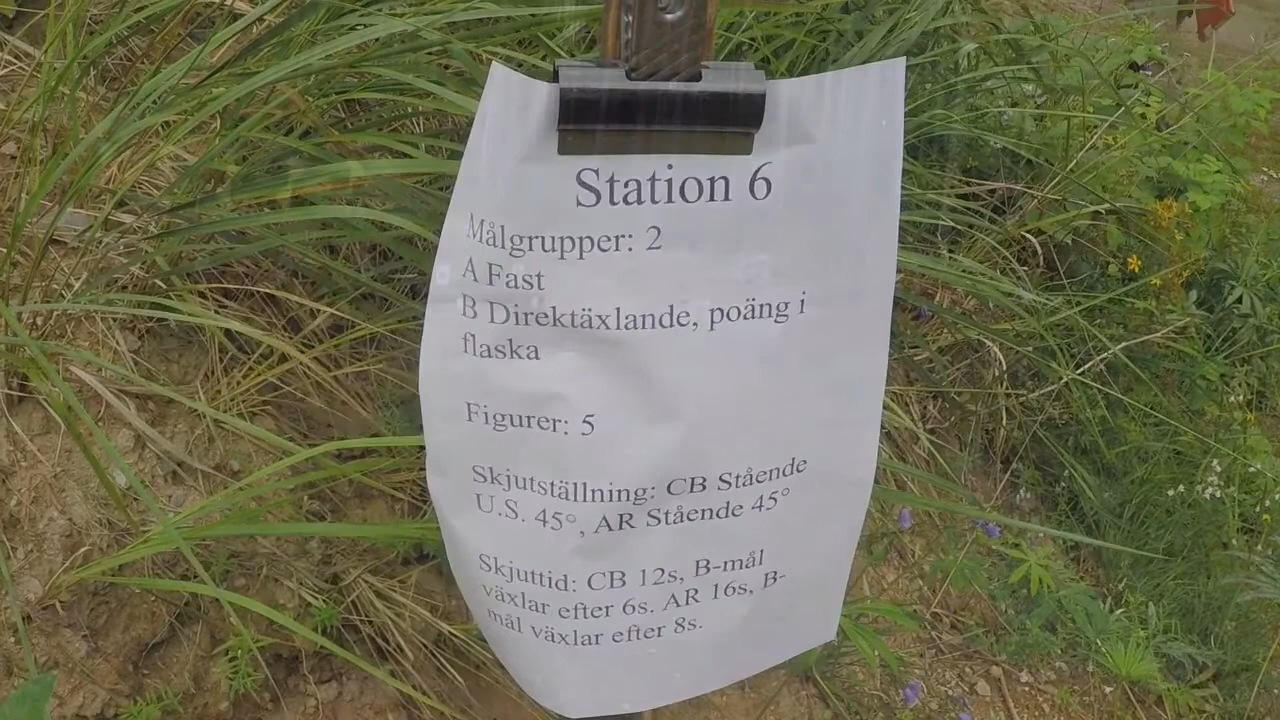 Station 6
Målgrupper: 2
A Fast
B Direktäxlande, poäng i
flaska
Figurer: 5
Skjutställning: CB Stående
U.S. 45°, AR Stående 45°
Skjuttid: CB 12s, B-mål
växlar efter 6s. AR 16s, B-
mål växlar efter 8s.